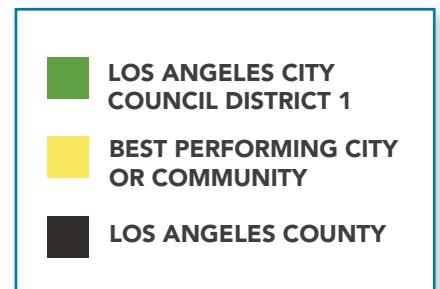 LOS ANGELES CITY
COUNCIL DISTRICT 1
BEST PERFORMING CITY
OR COMMUNITY
LOS ANGELES COUNTY